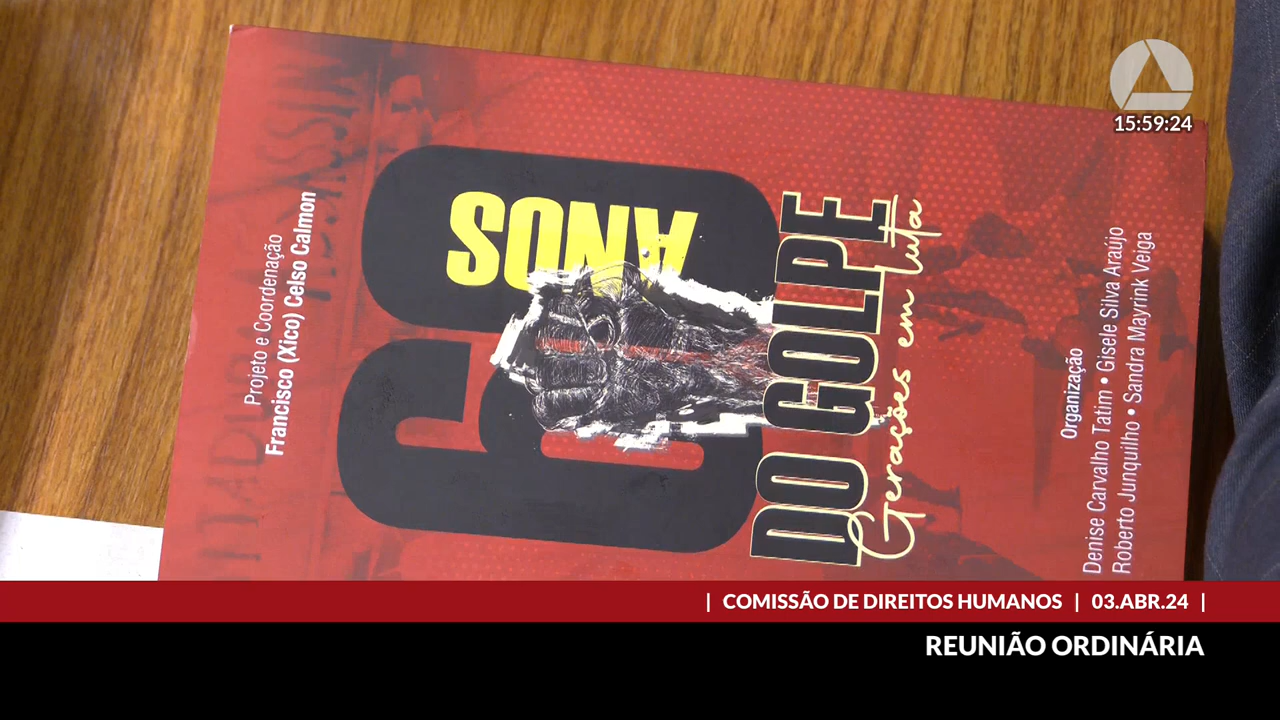 15:59:24
Projeto e Coordenação
Francisco (Xico) Celso Calmon
60
ANOS
DO GOLPE
Gerações em luta
Organização
Denise Carvalho Tatim • Gisele Silva Araújo
Roberto Junquilho • Sandra Mayrink Veiga
| COMISSÃO DE DIREITOS HUMANOS | 03.ABR.24 |
REUNIÃO ORDINÁRIA